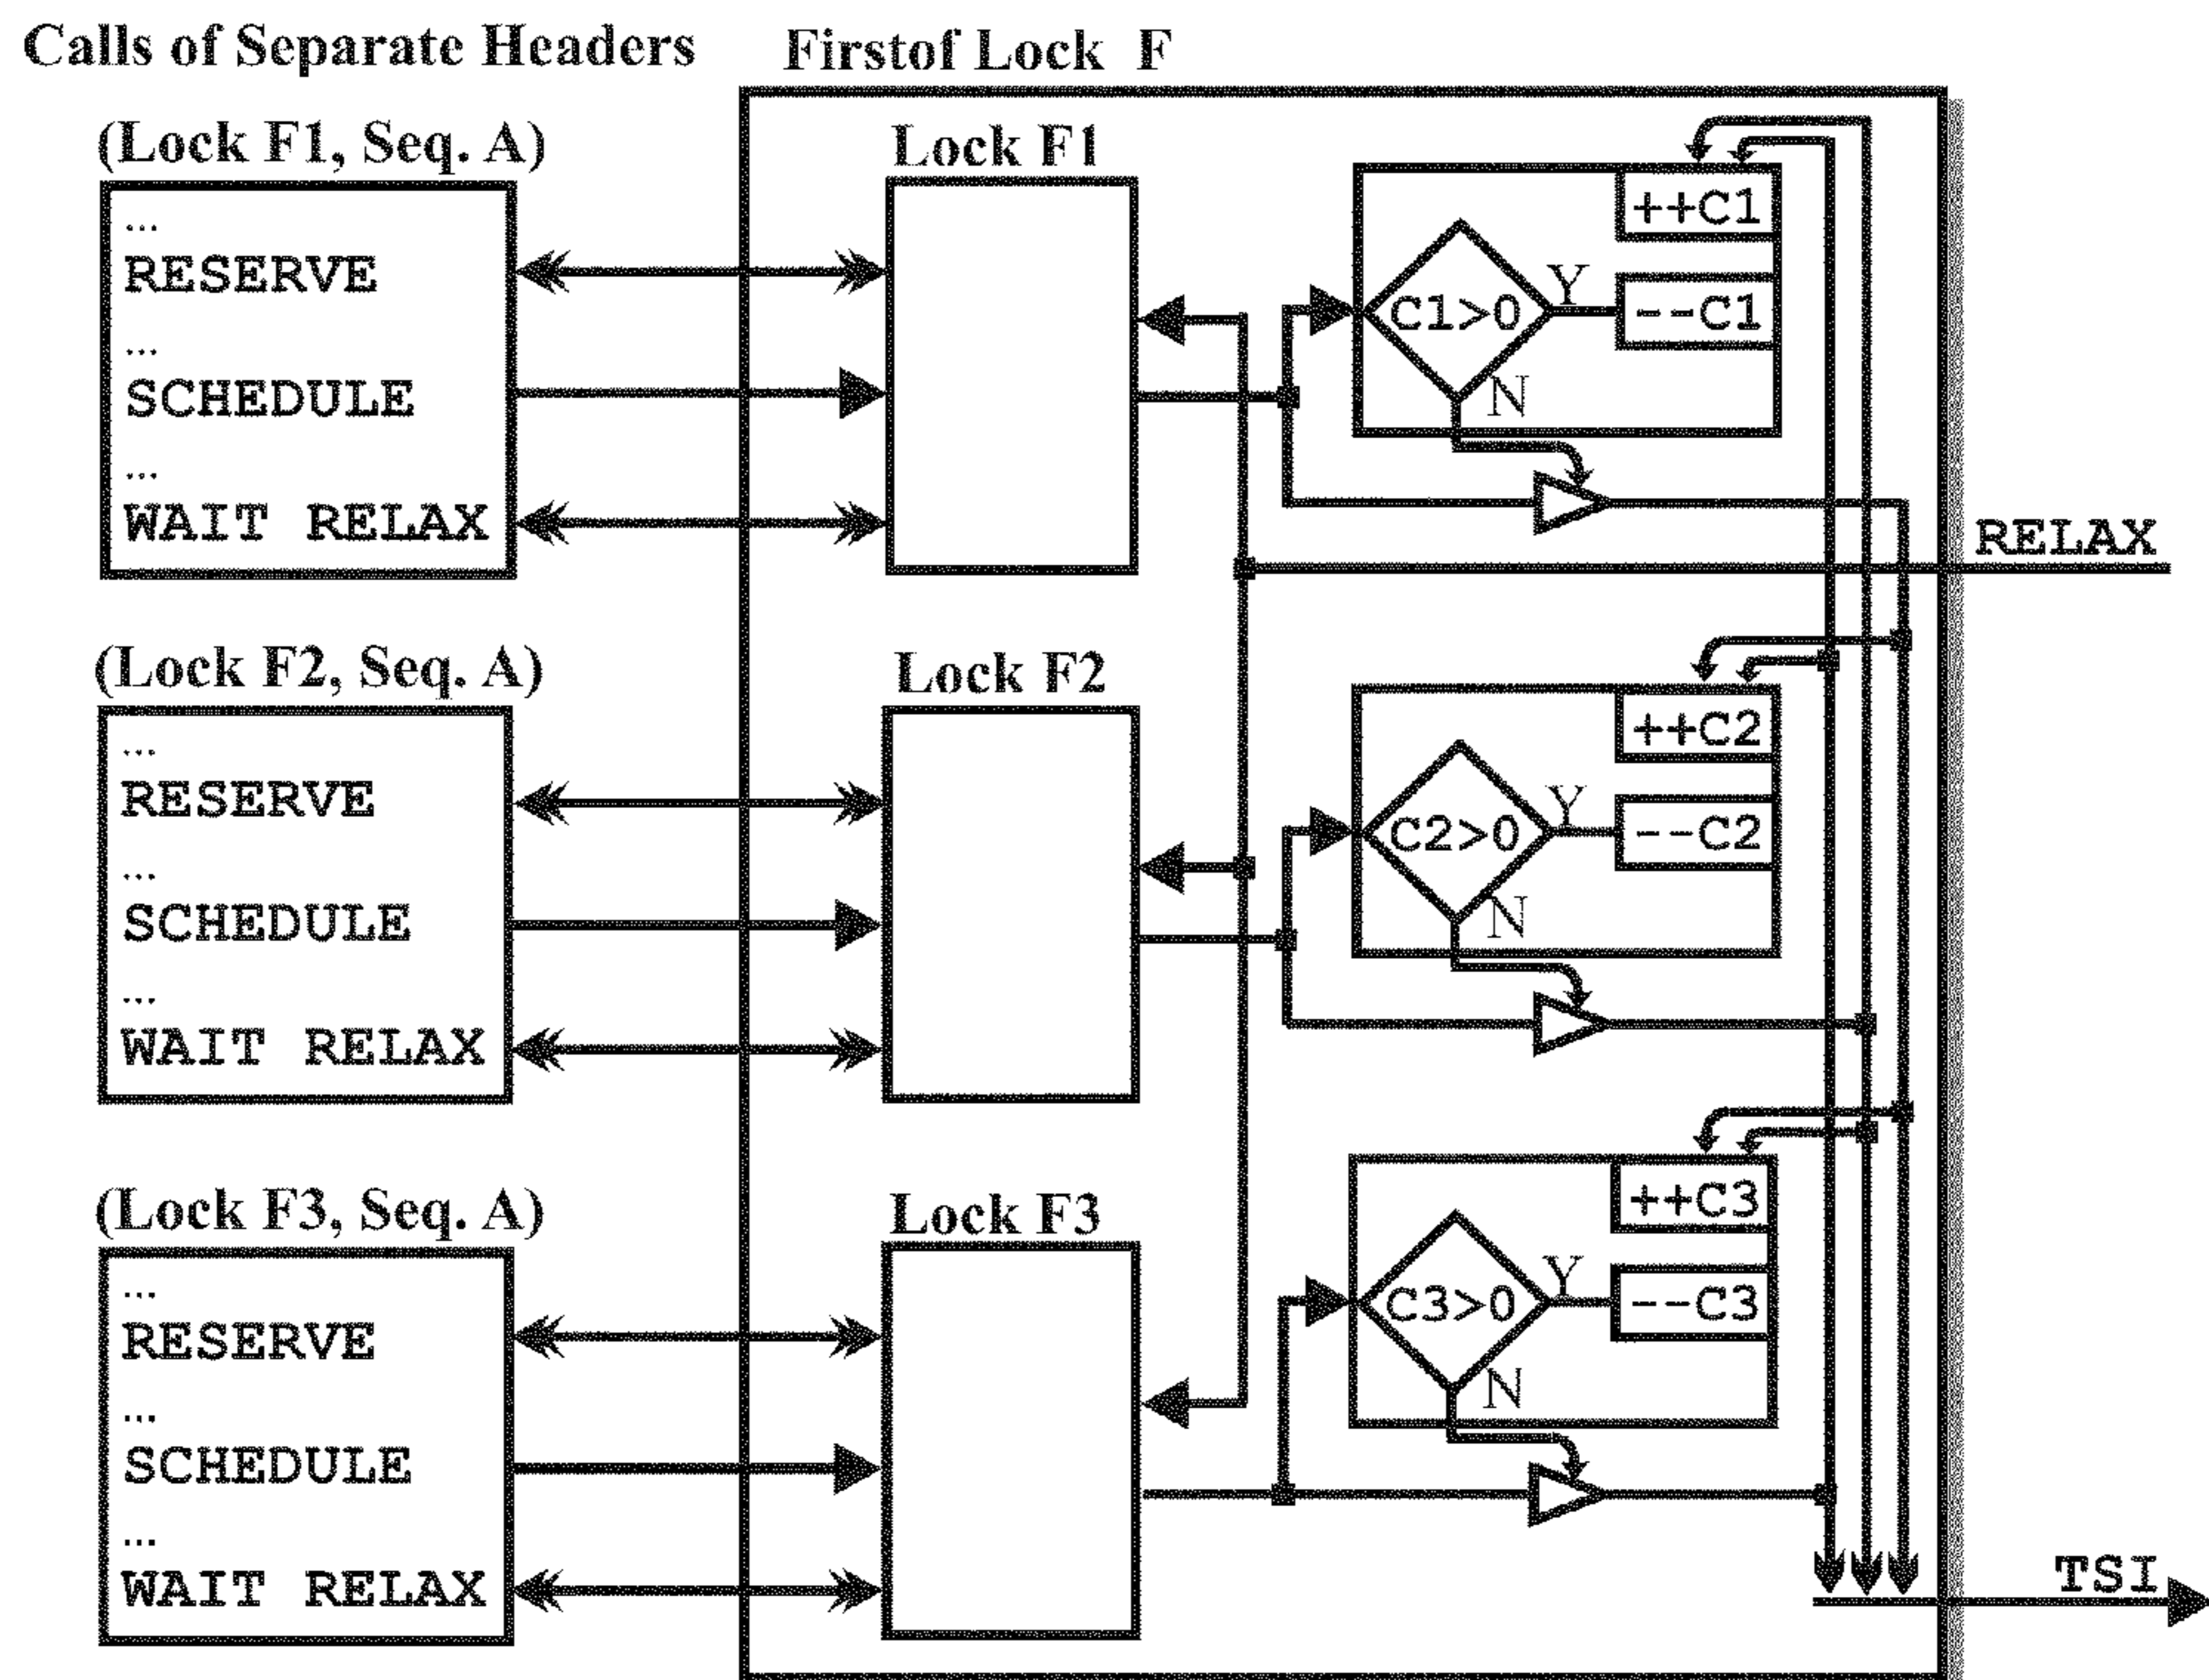 Calls of Separate Headers
Firstof Lock F
(Lock F1, Seq. A)
...
RESERVE
...
SCHEDULE
...
WAIT RELAX
Lock F1
++C1
C1>0
Y
--C1
N
RELAX
(Lock F2, Seq. A)
...
RESERVE
...
SCHEDULE
...
WAIT RELAX
Lock F2
++C2
C2>0
Y
--C2
N
(Lock F3, Seq. A)
...
RESERVE
...
SCHEDULE
...
WAIT RELAX
Lock F3
++C3
C3>0
Y
--C3
N
TSI